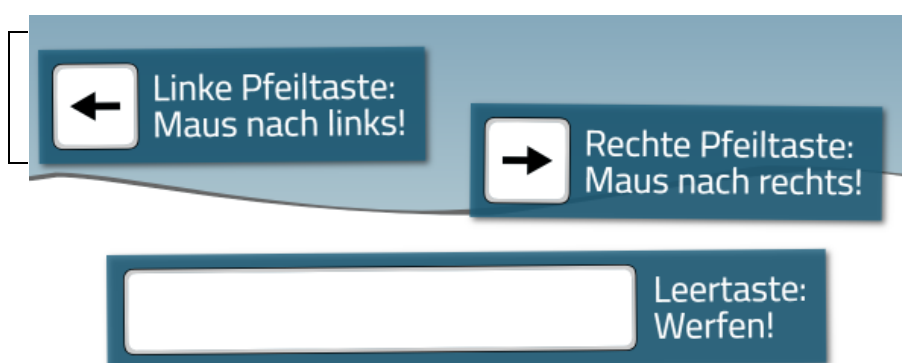 Linke Pfeiltaste:
Maus nach links!
Rechte Pfeiltaste:
Maus nach rechts!
Leertaste:
Werfen!